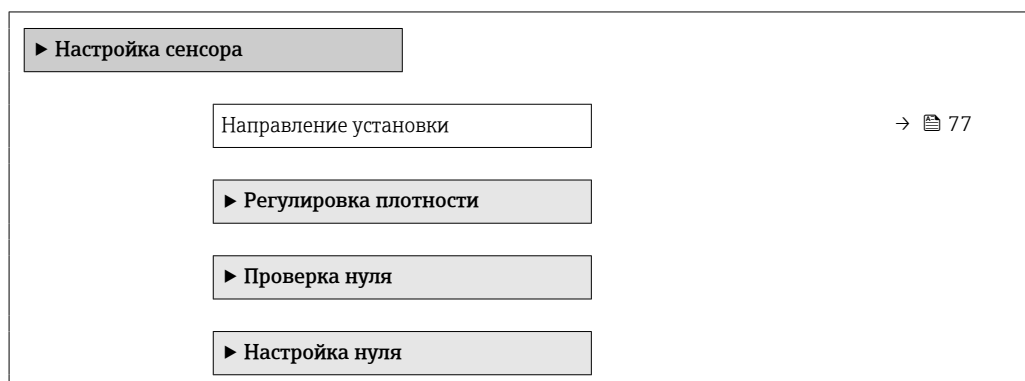 ▶ Настройка сенсора
Направление установки → 77
▶ Регулировка плотности
▶ Проверка нуля
▶ Настройка нуля